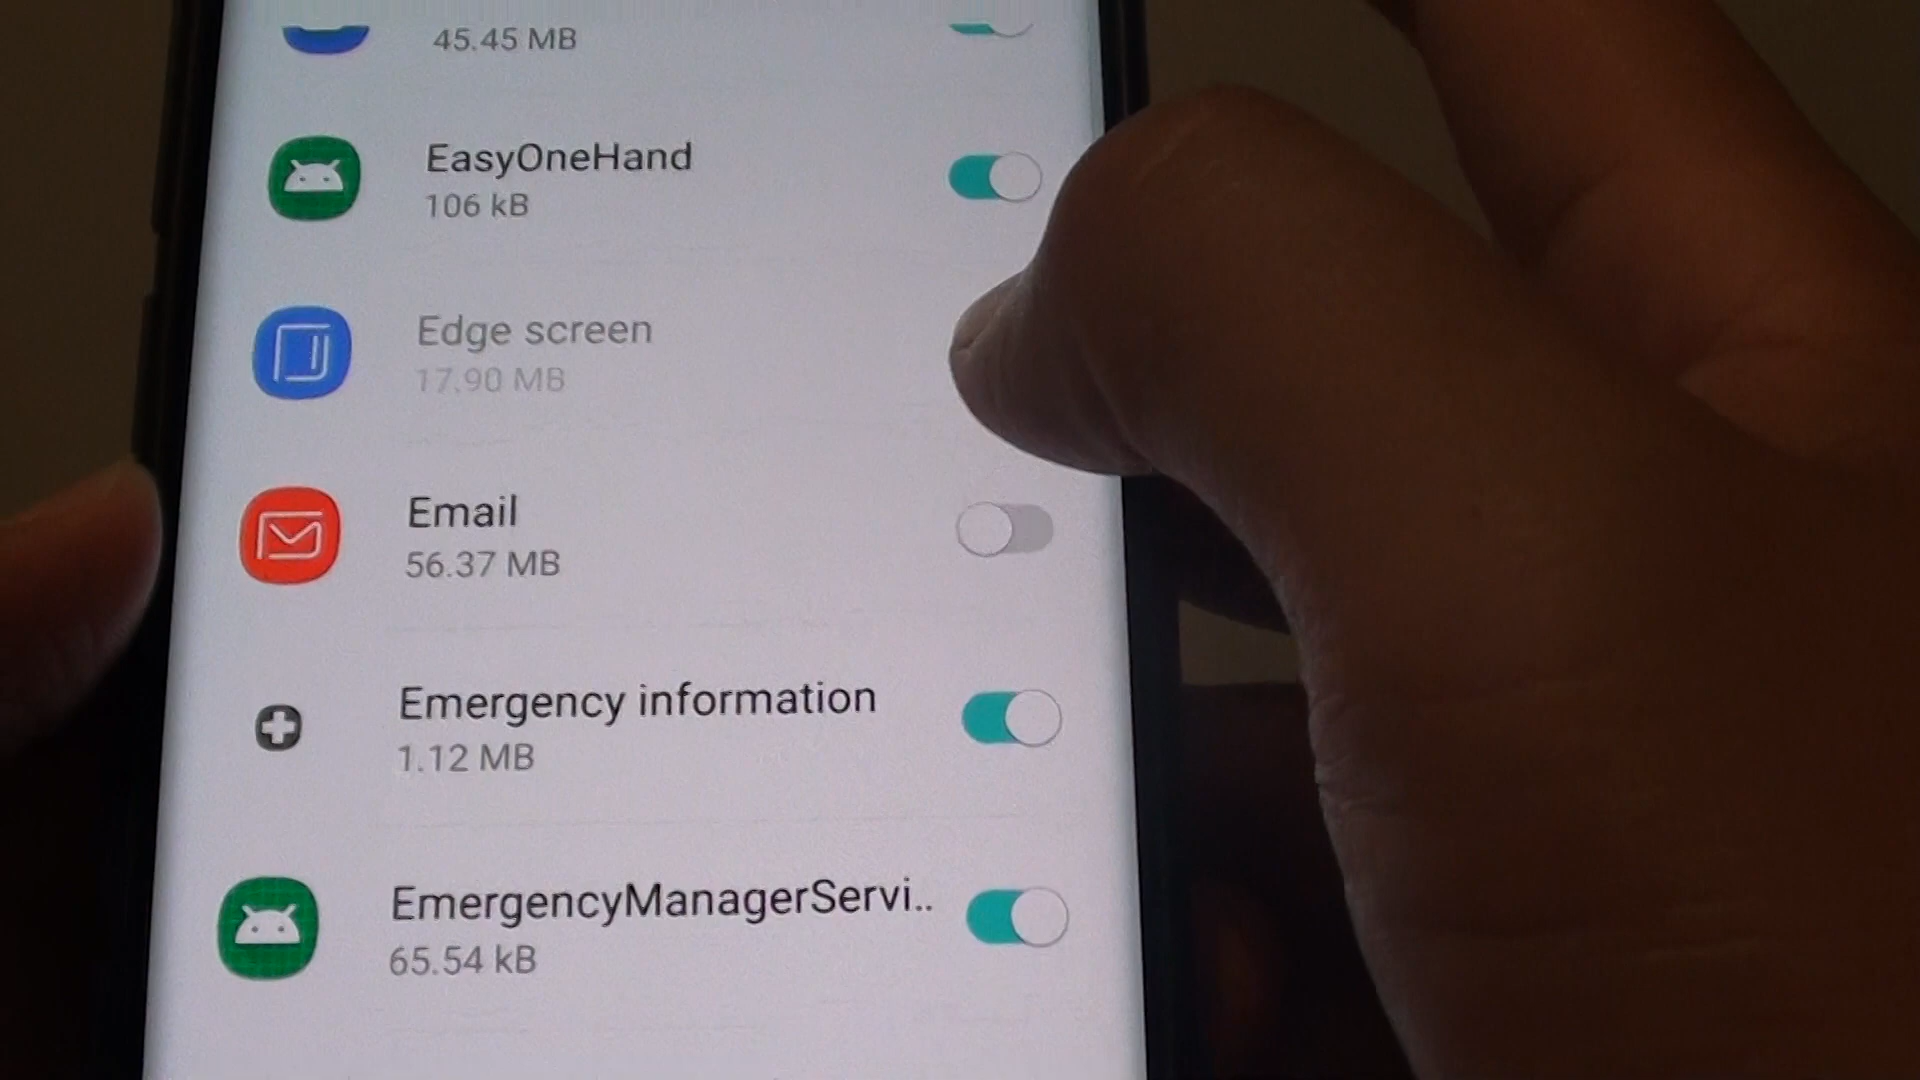 45.45 MB
EasyOneHand
106 kB
Edge screen
17.90 MB
Email
56.37 MB
Emergency information
1.12 MB
EmergencyManagerServi..
65.54 kB